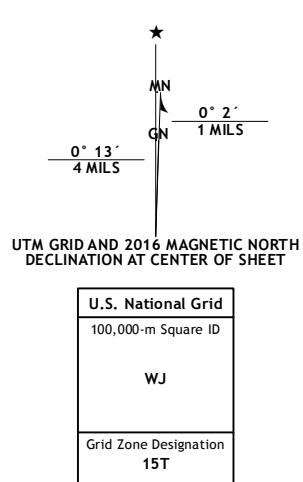 ★
MN
0° 2´
1 MILS
GN
0° 13´
4 MILS
UTM GRID AND 2016 MAGNETIC NORTH
DECLINATION AT CENTER OF SHEET
U.S. National Grid
100,000-m Square ID
WJ
Grid Zone Designation
15T